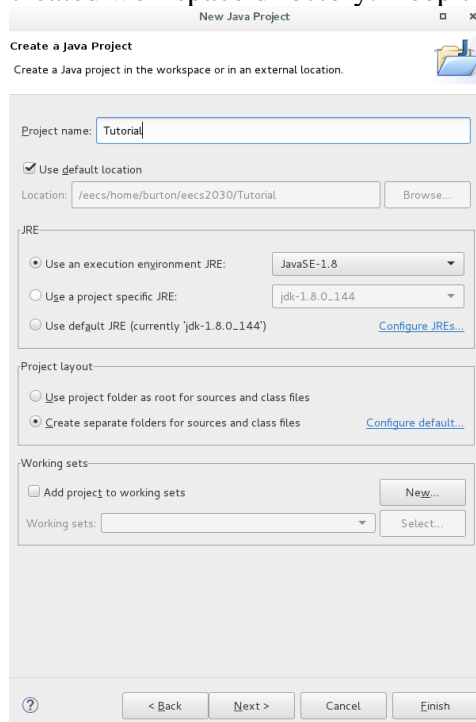 New Java Project
Create a Java Project
Create a Java project in the workspace or in an external location.
Project name: Tutorial
Use default location
Location: /eecs/home/burton/eecs2030/Tutorial Browse...
JRE
Use an execution environment JRE: JavaSE-1.8
Use a project specific JRE: jdk-1.8.0_144
Use default JRE (currently 'jdk-1.8.0_144') Configure JREs...
Project layout
Use project folder as root for sources and class files
Create separate folders for sources and class files Configure default...
Working sets
Add project to working sets New...
Working sets: Select...
? < Back Next > Cancel Finish